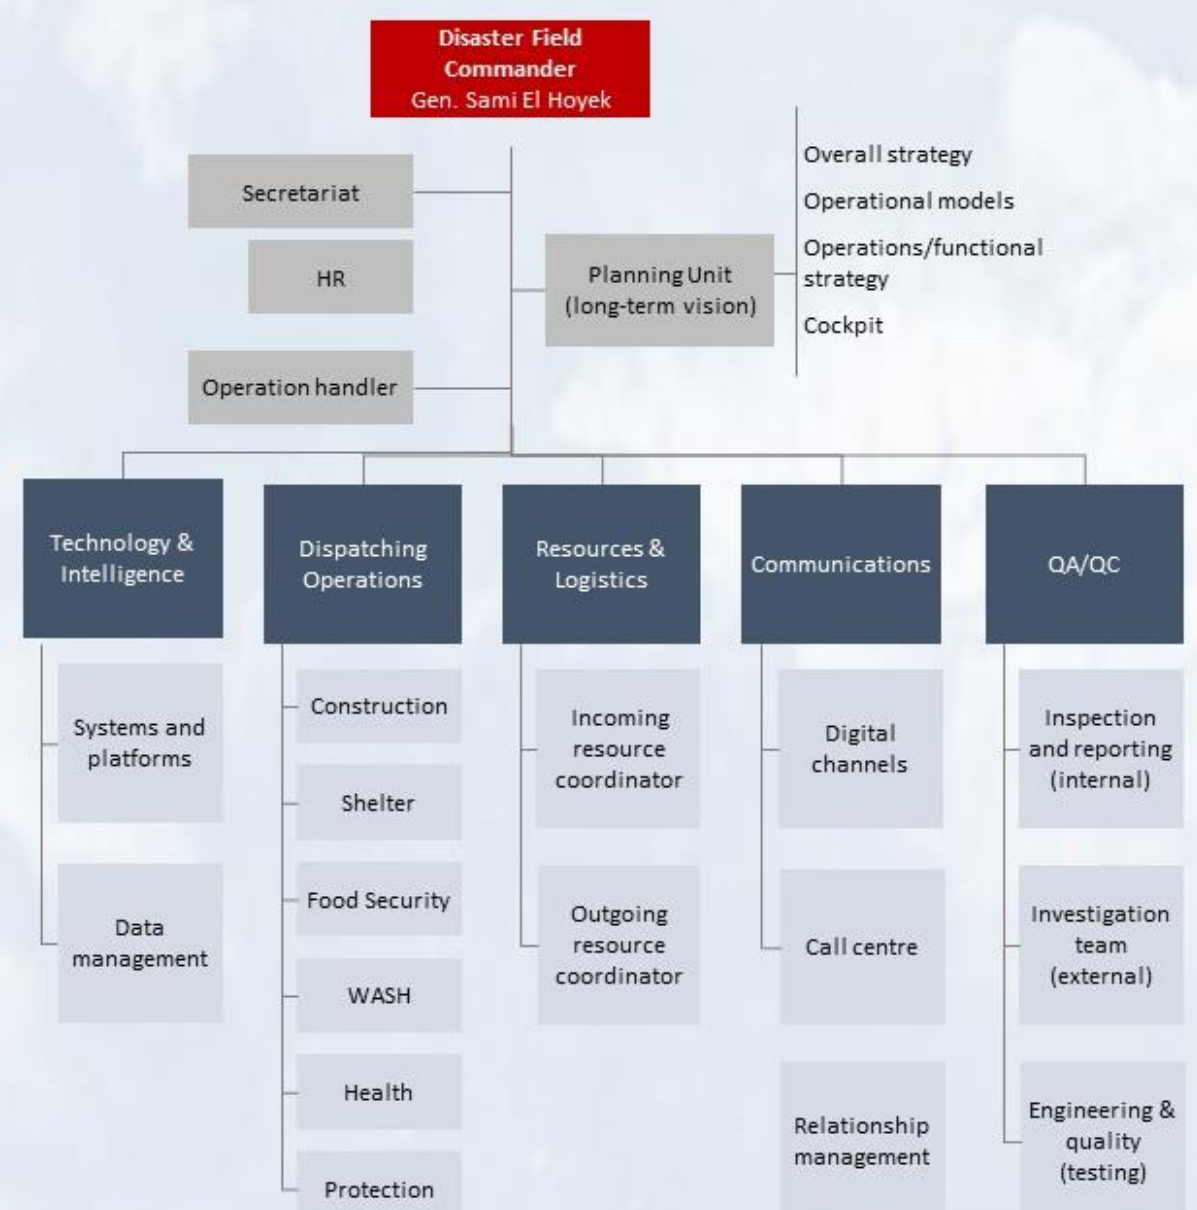 Disaster Field
Commander
Gen. Sami El Hoyek
Secretariat
HR
Operation handler
Planning Unit
(long-term vision)
Overall strategy
Operational models
Operations/functional
strategy
Cockpit
Technology &
Intelligence
Systems and
platforms
Data
management
Dispatching
Operations
Construction
Shelter
Food Security
WASH
Health
Protection
Resources &
Logistics
Incoming
resource
coordinator
Outgoing
resource
coordinator
Communications
Digital
channels
Call centre
Relationship
management
QA/QC
Inspection
and reporting
(internal)
Investigation
team
(external)
Engineering &
quality
(testing)